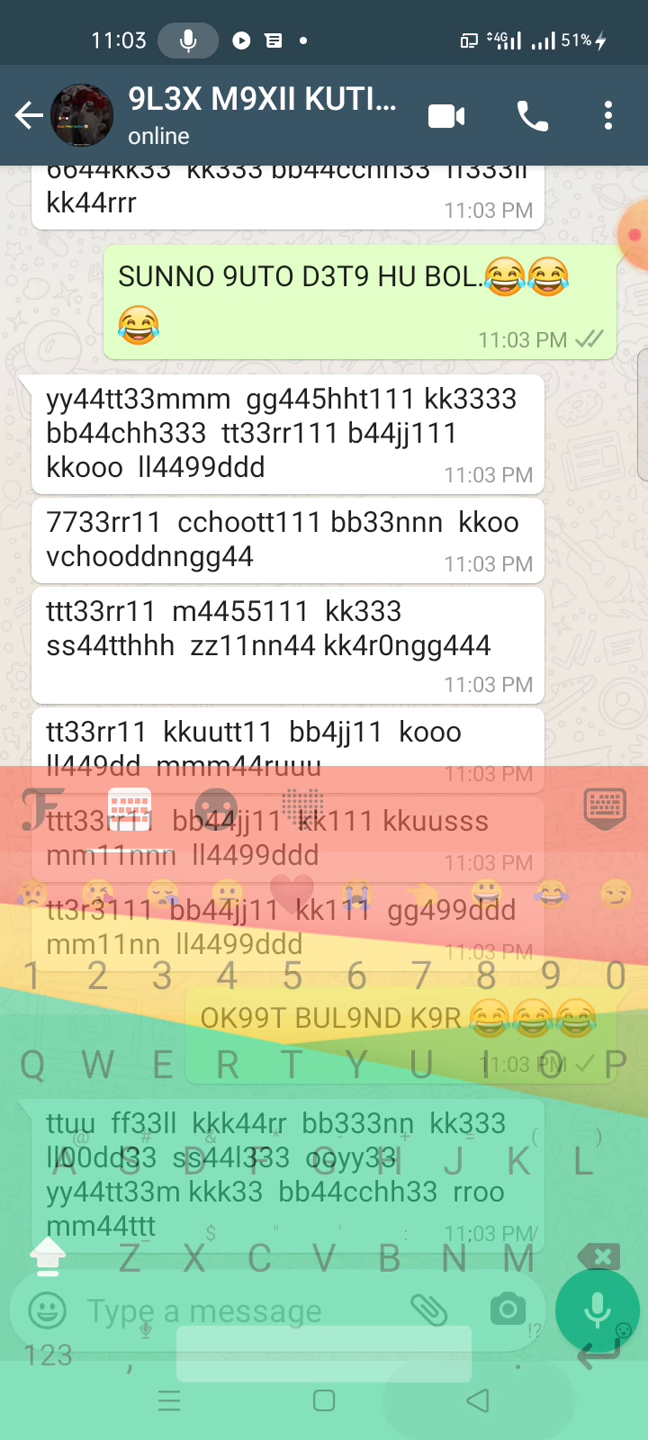 11:03
4G
51%
9L3X M9XII KUTI...
online
6644kk33 kk333 bb44cchh33 ff333ll
kk44rrr
11:03 PM
SUNNO 9UTO D3T9 HU BOL.😂😂
😂
11:03 PM
yy44tt33mmm gg445hht111 kk3333
bb44chh333 tt33rr111 b44jj111
kkooo ll4499ddd
11:03 PM
7733rr11 cchoott111 bb33nnn kkoo
vchooddnngg44
11:03 PM
ttt33rr11 m4455111 kk333
ss44tthhh zz11nn44 kk4r0ngg444
11:03 PM
tt33rr11 kkuutt11 bb4jj11 kooo
ll449dd mmm44ruuu
11:03 PM
ttt33rr11 bb44jj11 kk111 kkuusss
mm11nnn ll4499ddd
11:03 PM
tt3r3111 bb44jj11 kk111 gg499ddd
mm11nn ll4499ddd
11:03 PM
1 2 3 4 5 6 7 8 9 0
OK99T BUL9ND K9R 😂😂😂
11:03 PM
Q W E R T Y U I O P
ttuu ff33ll kkk44rr bb333nn kk333
ll00dd33 ss44l333 ooyy33
yy44tt33m kkk33 bb44cchh33 rroo
mm44ttt
11:03 PM
A S D F G H J K L
Z X C V B N M
Type a message
123 , .